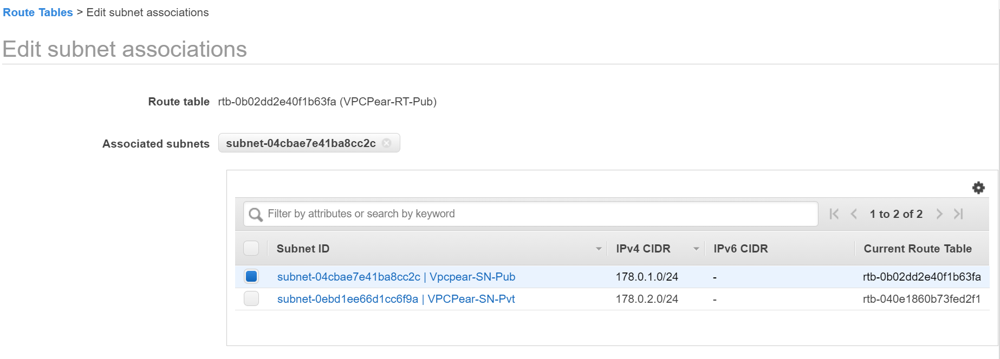 Route Tables > Edit subnet associations
Edit subnet associations
Route table rtb-0b02dd2e40f1b63fa (VPCPear-RT-Pub)
Associated subnets subnet-04cbae7e41ba8cc2c
Filter by attributes or search by keyword 1 to 2 of 2
Subnet ID IPv4 CIDR IPv6 CIDR Current Route Table
subnet-04cbae7e41ba8cc2c | Vpcpear-SN-Pub 178.0.1.0/24 - rtb-0b02dd2e40f1b63fa
subnet-0ebd1ee66d1cc6f9a | VPCPear-SN-Pvt 178.0.2.0/24 - rtb-040e1860b73fed2f1